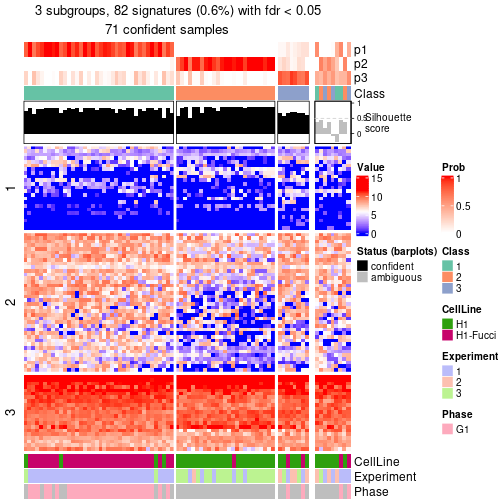 3 subgroups, 82 signatures (0.6%) with fdr < 0.05
71 confident samples
p1
p2
p3
Class
1
0.5
0
Silhouette
score
1
2
3
CellLine
Experiment
Phase
Value
15
10
5
0
Prob
1
0.5
0
Status (barplots)
confident
ambiguous
Class
1
2
3
CellLine
H1
H1-Fucci
Experiment
1
2
3
Phase
G1